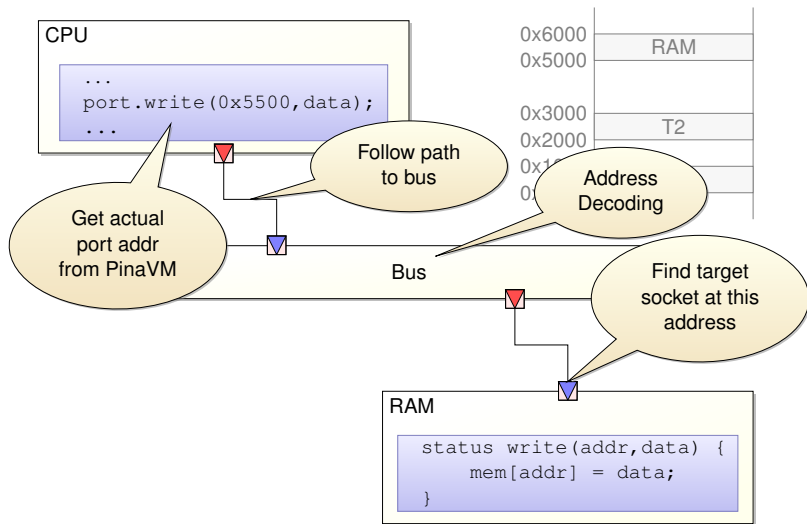 CPU
...
port.write(0x5500,data);
...
0x6000
RAM
0x5000
0x3000
T2
0x2000
Follow path
to bus
Address
Decoding
Get actual
port addr
from PinaVM
Bus
Find target
socket at this
address
RAM
status write(addr,data) {
mem[addr] = data;
}